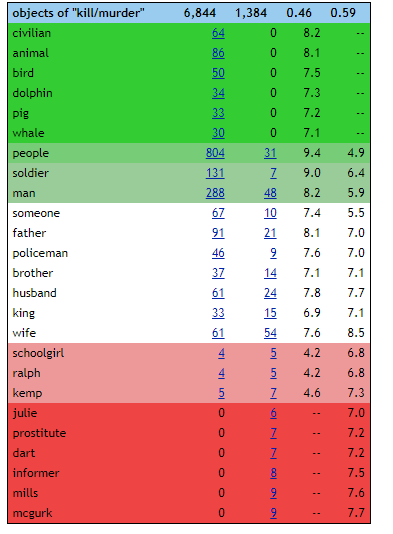 objects of "kill/murder" 6,844 1,384 0.46 0.59
civilian 64 0 8.2 --
animal 86 0 8.1 --
bird 50 0 7.5 --
dolphin 34 0 7.3 --
pig 33 0 7.2 --
whale 30 0 7.1 --
people 804 31 9.4 4.9
soldier 131 7 9.0 6.4
man 288 48 8.2 5.9
someone 67 10 7.4 5.5
father 91 21 8.1 7.0
policeman 46 9 7.6 7.0
brother 37 14 7.1 7.1
husband 61 24 7.8 7.7
king 33 15 6.9 7.1
wife 61 54 7.6 8.5
schoolgirl 4 5 4.2 6.8
ralph 4 5 4.2 6.8
kemp 5 7 4.6 7.3
julie 0 6 -- 7.0
prostitute 0 7 -- 7.2
dart 0 7 -- 7.2
informer 0 8 -- 7.5
mills 0 9 -- 7.6
mcgurk 0 9 -- 7.7